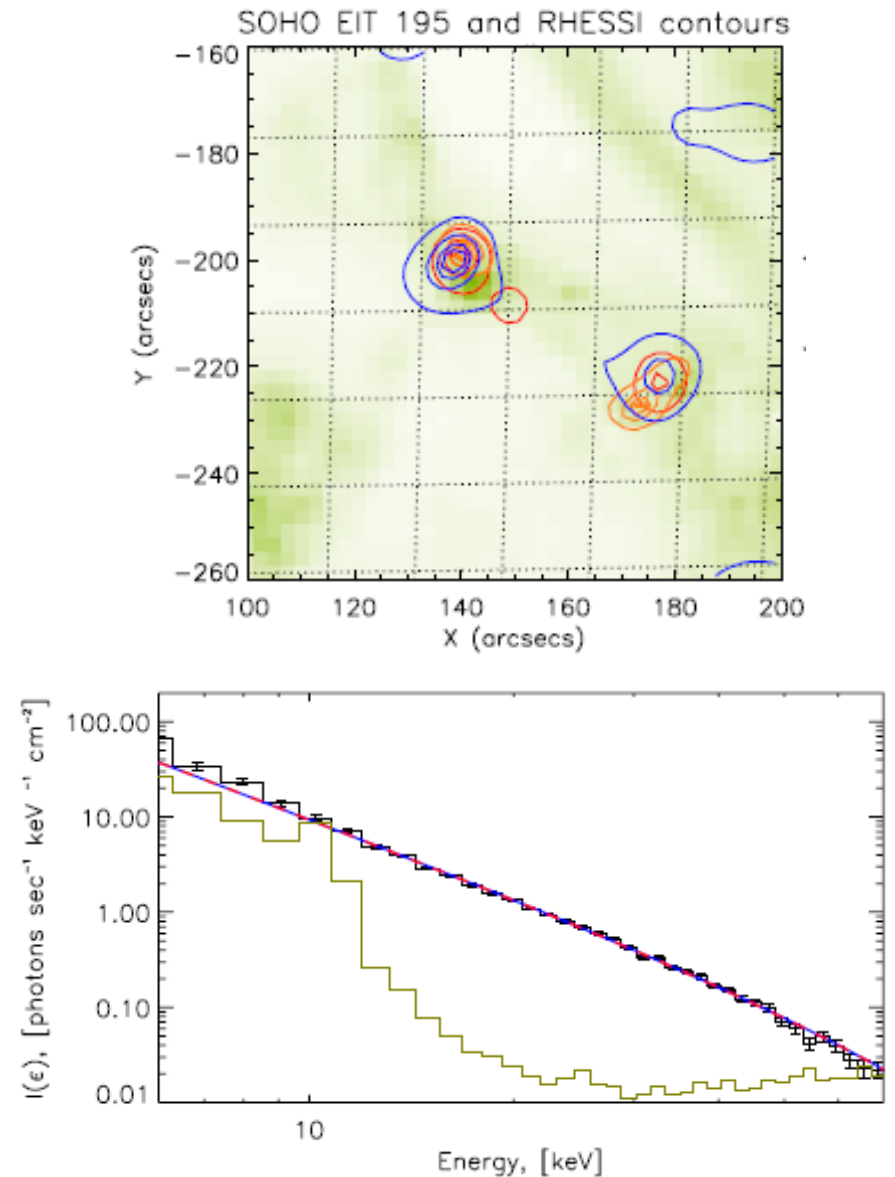 SOHO EIT 195 and RHESSI contours
−160
−180
−200
−220
−240
−260
Y (arcsecs)
100 120 140 160 180 200
X (arcsecs)
100.00
10.00
1.00
0.10
0.01
I(ϵ), [photons sec⁻¹ keV ⁻¹ cm⁻²]
10
Energy, [keV]